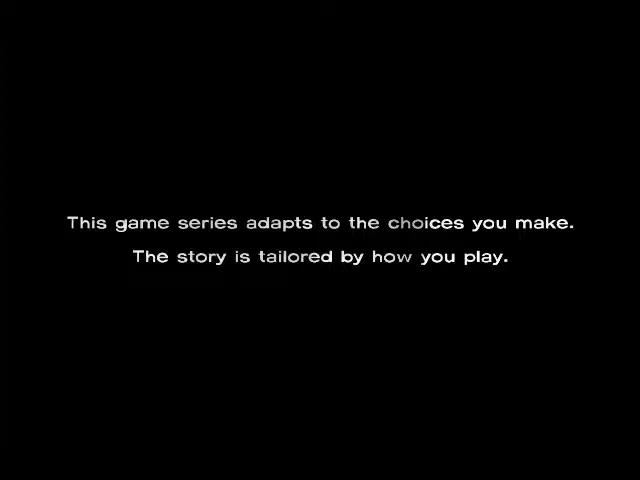 This game series adapts to the choices you make.
The story is tailored by how you play.